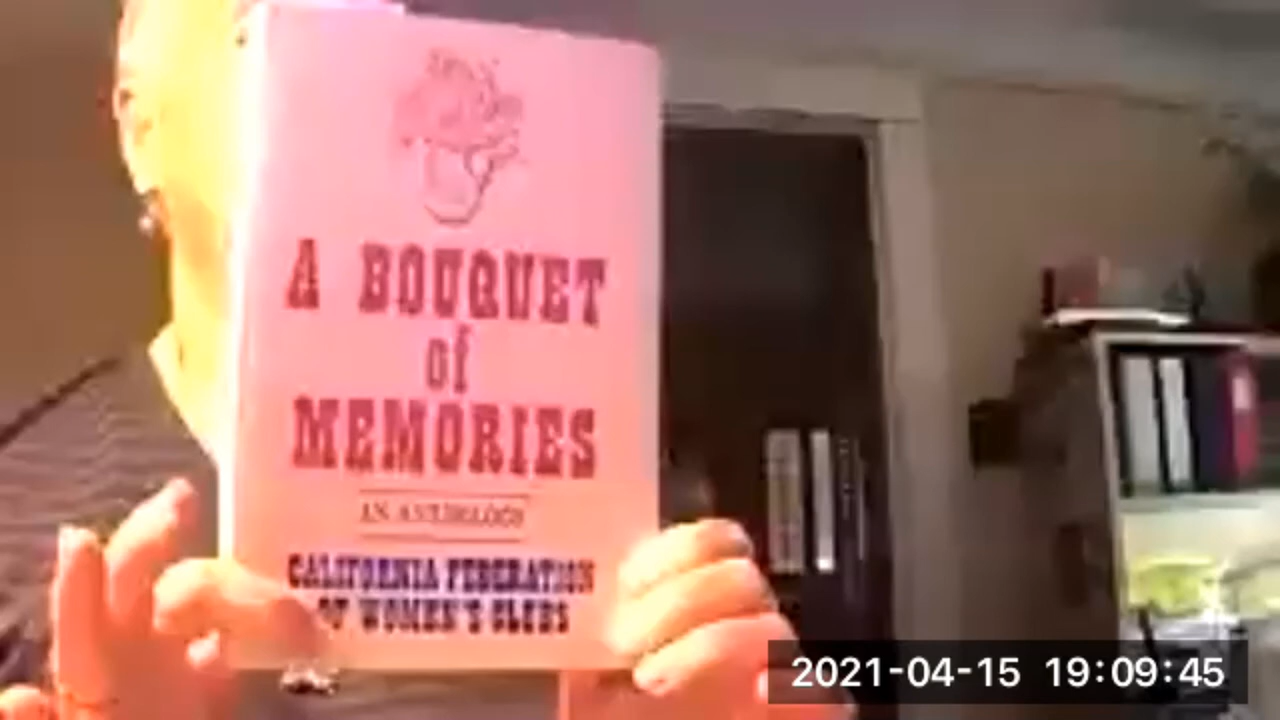 A BOUQUET
of
MEMORIES
AN ANTHOLOGY
CALIFORNIA FEDERATION
OF WOMEN'S CLUBS
2021-04-15 19:09:45